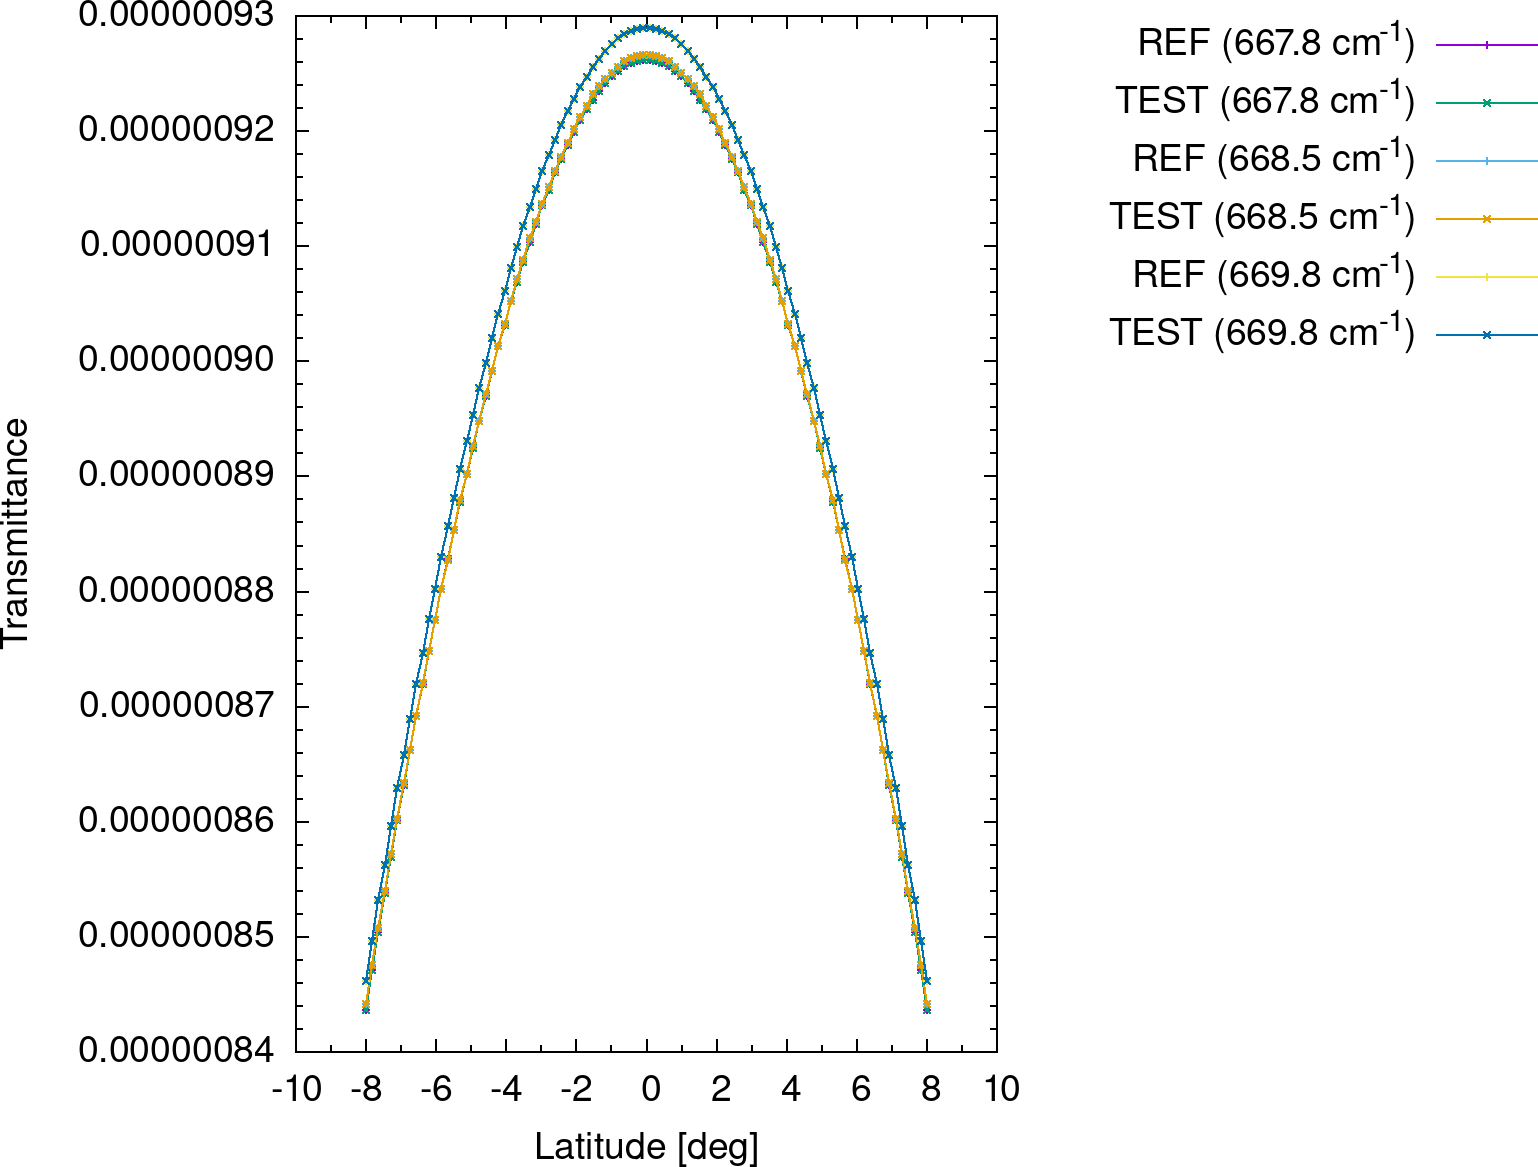 0.00000093
0.00000092
0.00000091
0.00000090
0.00000089
0.00000088
0.00000087
0.00000086
0.00000085
0.00000084
-10 -8 -6 -4 -2 0 2 4 6 8 10
Transmittance
Latitude [deg]
REF (667.8 cm⁻¹)
TEST (667.8 cm⁻¹)
REF (668.5 cm⁻¹)
TEST (668.5 cm⁻¹)
REF (669.8 cm⁻¹)
TEST (669.8 cm⁻¹)